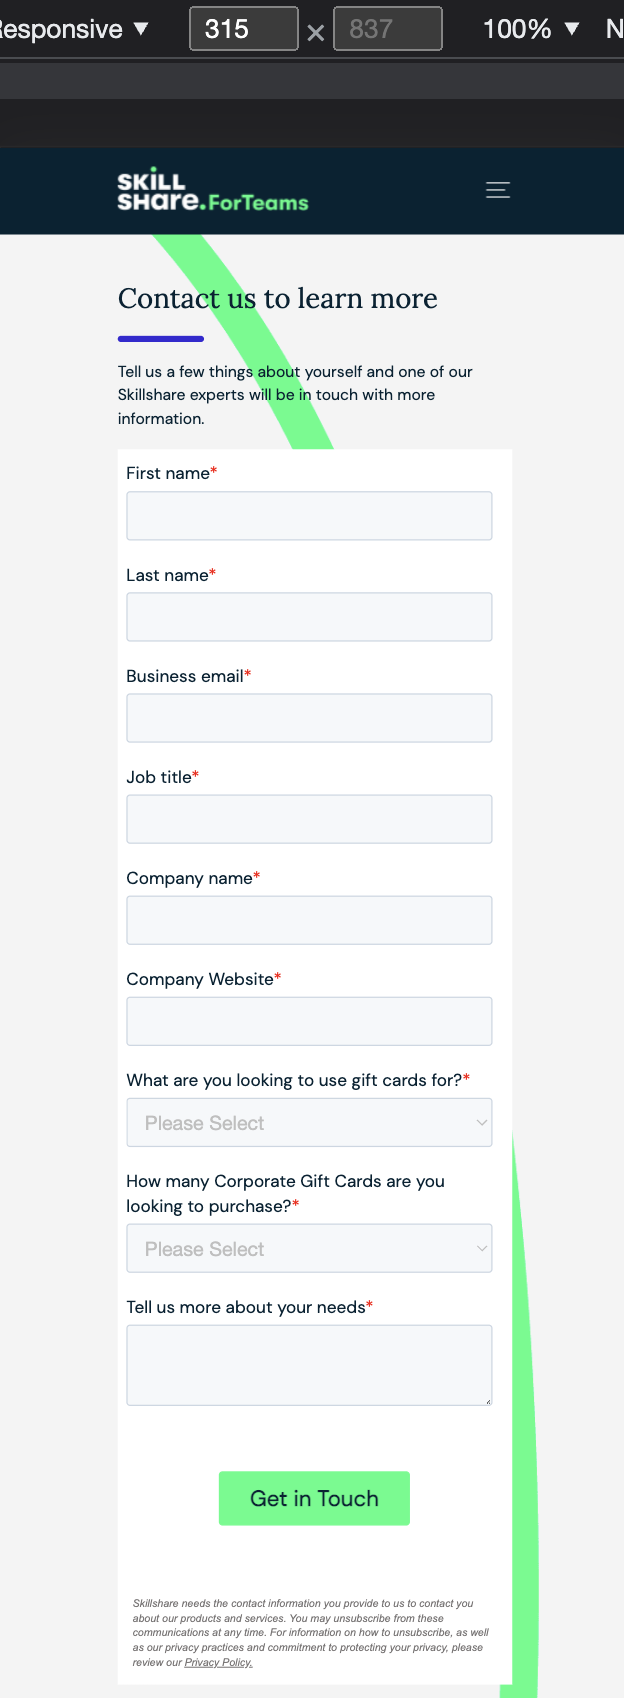 Responsive ▼ 315 × 837 100% ▼ N
SKILL
SHare.ForTeams
Contact us to learn more
Tell us a few things about yourself and one of our
Skillshare experts will be in touch with more
information.
First name*
Last name*
Business email*
Job title*
Company name*
Company Website*
What are you looking to use gift cards for?*
Please Select
How many Corporate Gift Cards are you
looking to purchase?*
Please Select
Tell us more about your needs*
Get in Touch
Skillshare needs the contact information you provide to us to contact you
about our products and services. You may unsubscribe from these
communications at any time. For information on how to unsubscribe, as well
as our privacy practices and commitment to protecting your privacy, please
review our Privacy Policy.